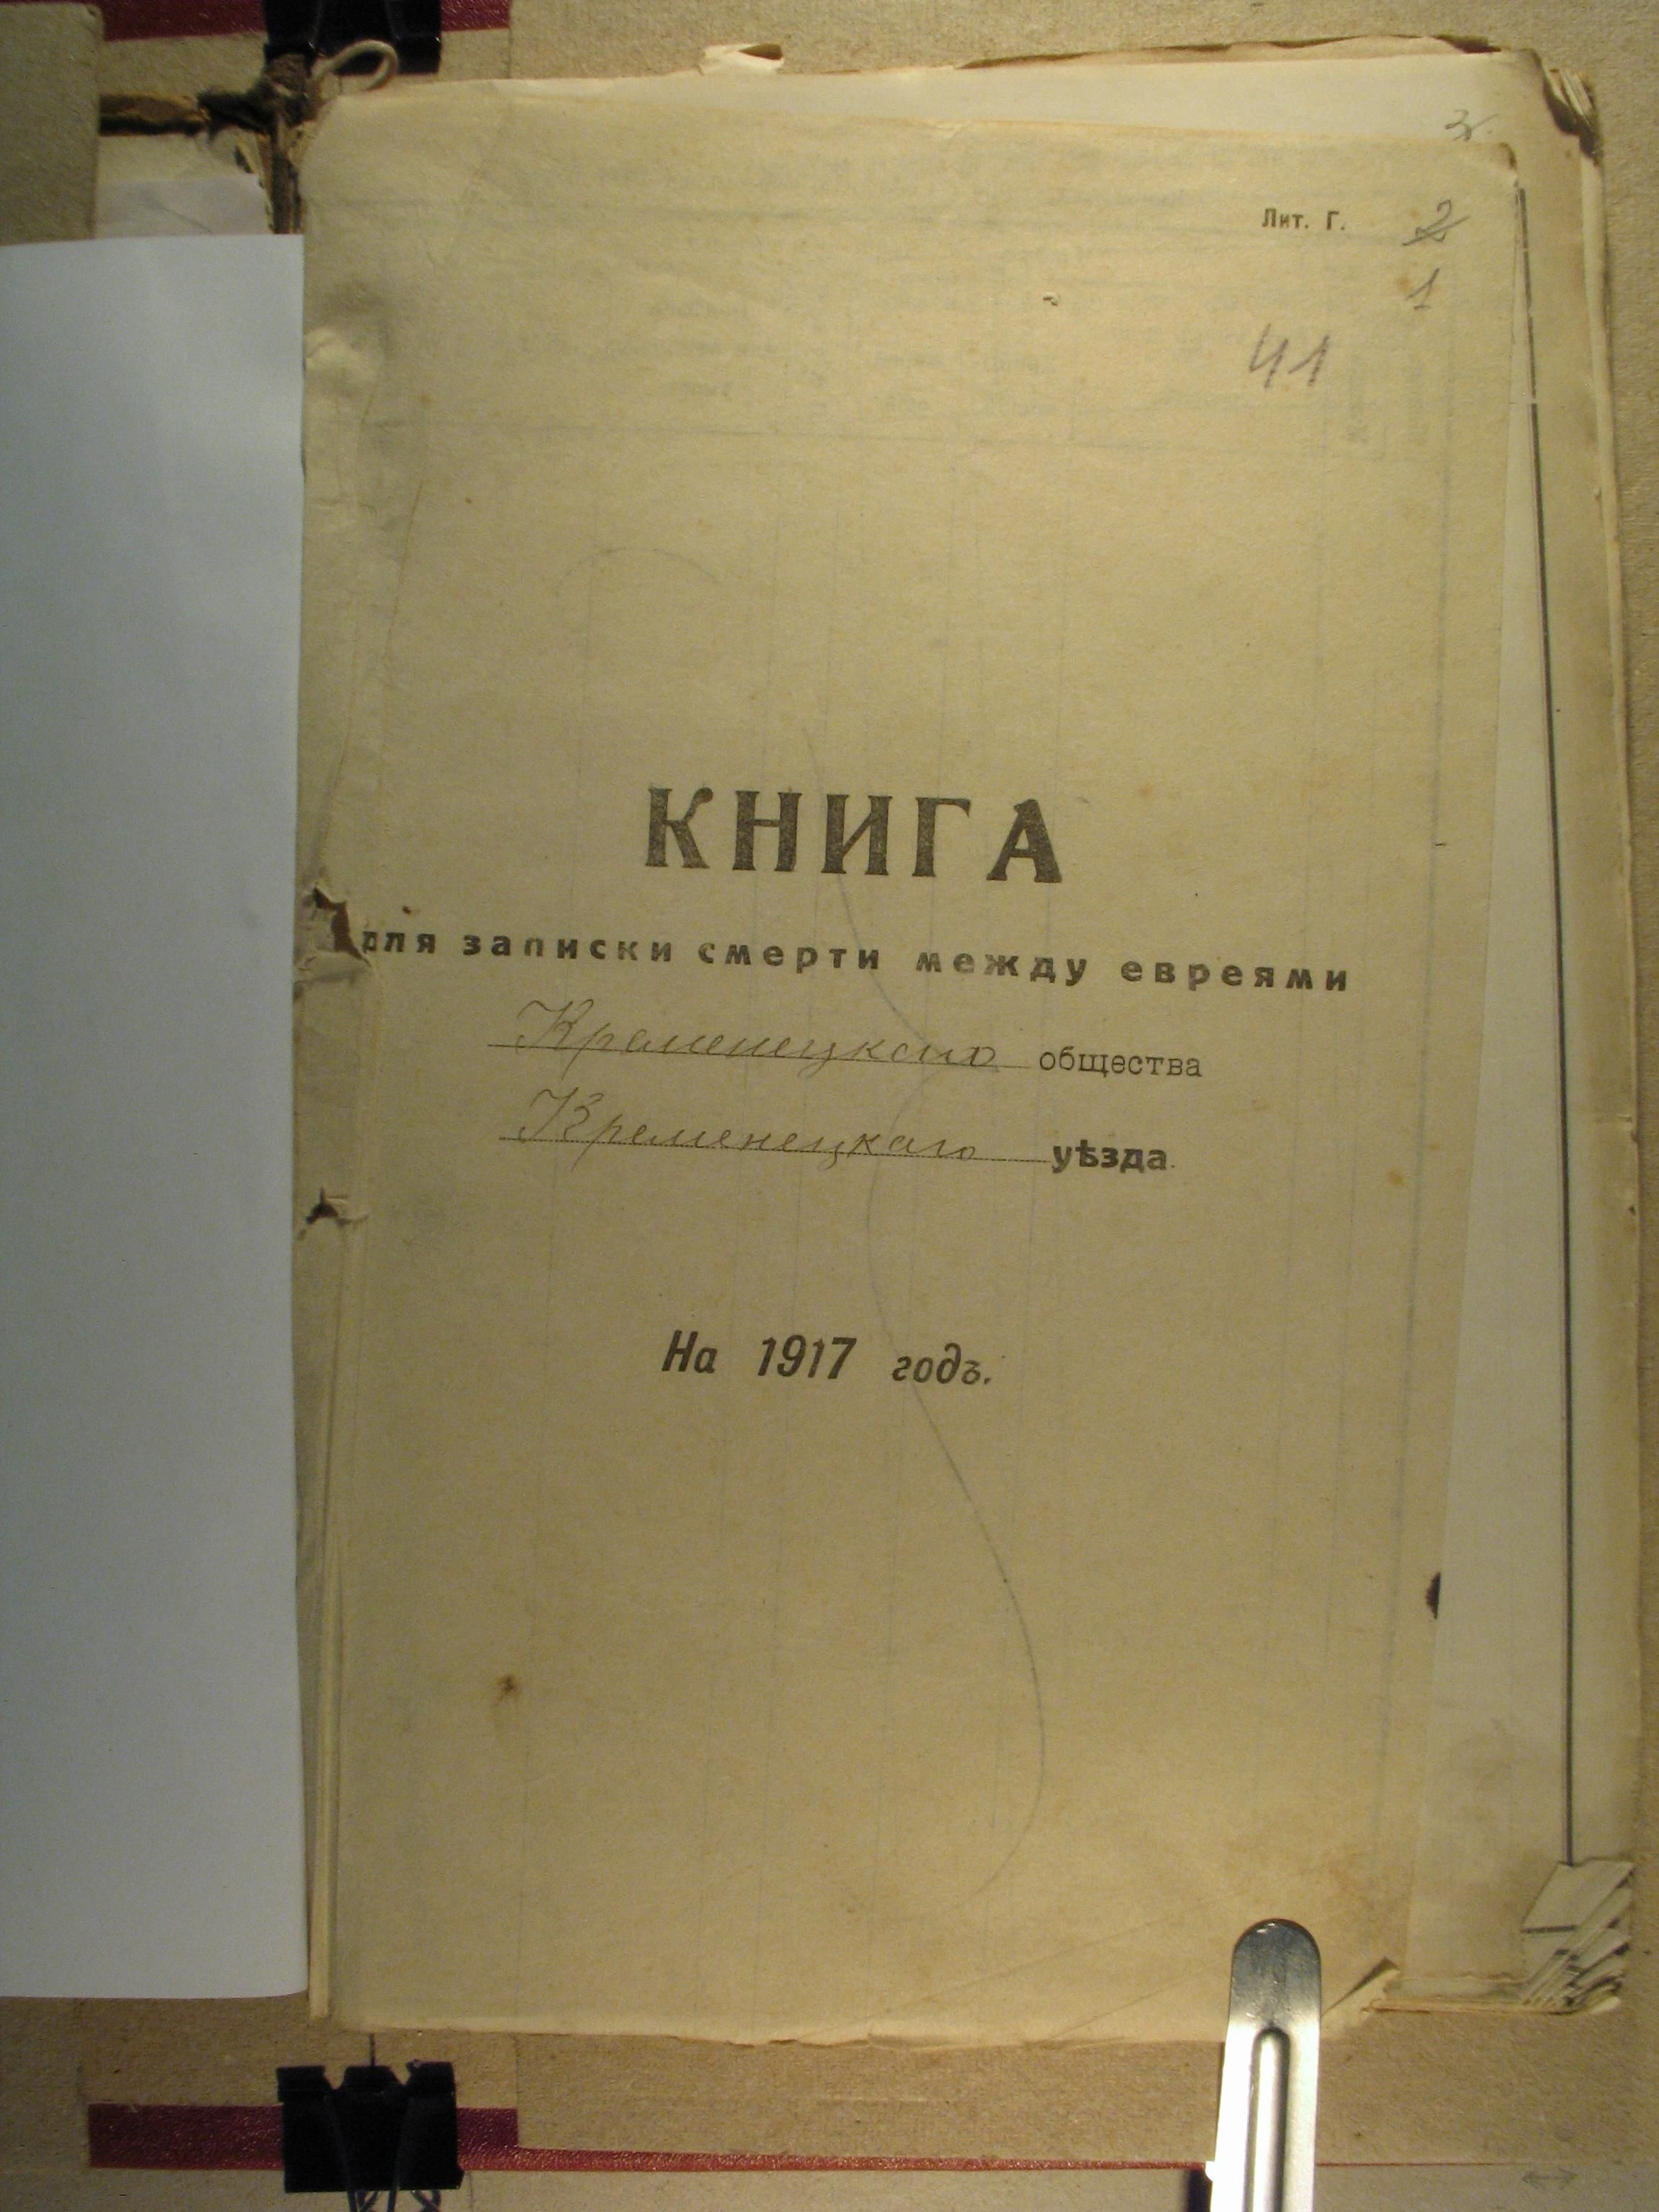 Лит. Г. 2
1
41
КНИГА
для записки смерти между евреями
Кременецкаго общества
Кременецкаго уѣзда.
На 1917 годъ.